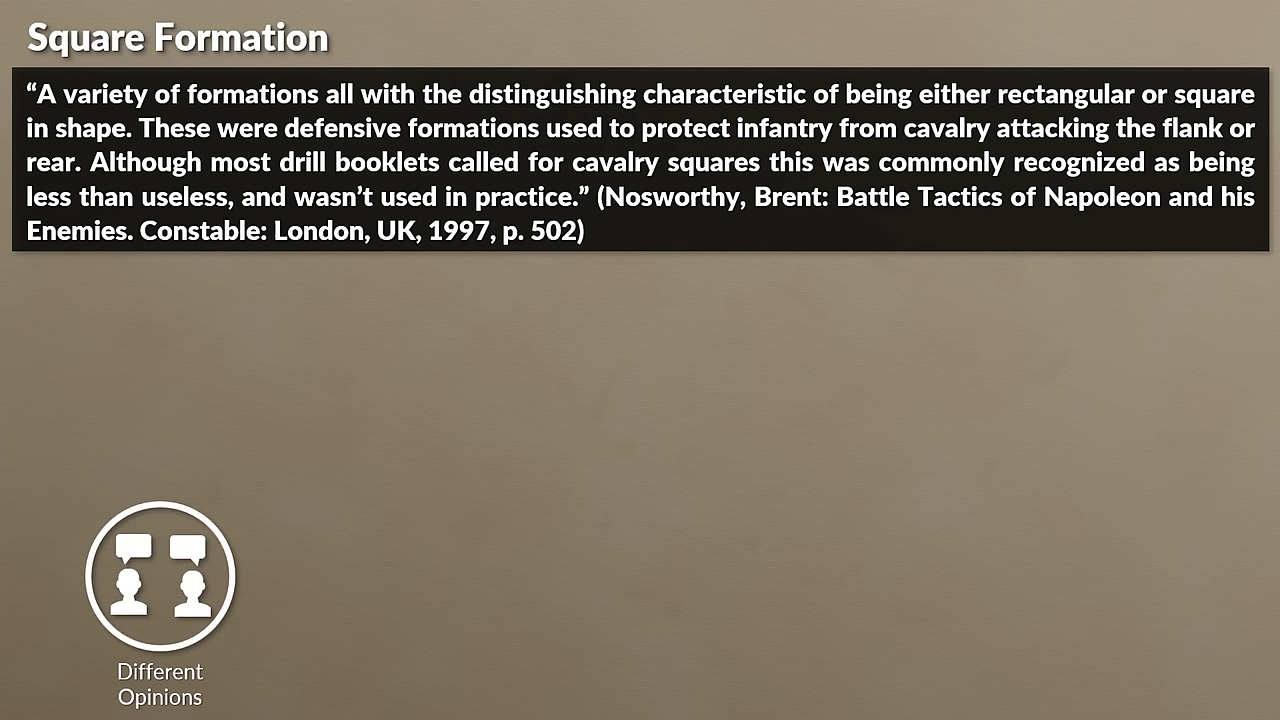 Square Formation
“A variety of formations all with the distinguishing characteristic of being either rectangular or square
in shape. These were defensive formations used to protect infantry from cavalry attacking the flank or
rear. Although most drill booklets called for cavalry squares this was commonly recognized as being
less than useless, and wasn’t used in practice.” (Nosworthy, Brent: Battle Tactics of Napoleon and his
Enemies. Constable: London, UK, 1997, p. 502)
Different
Opinions